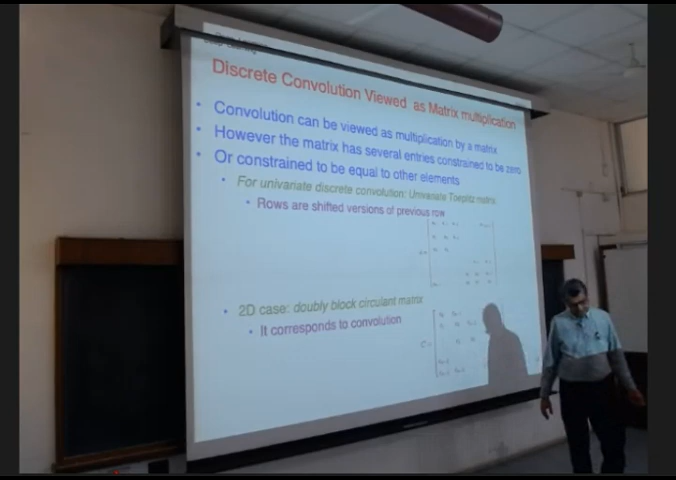 Deep Learning
Discrete Convolution Viewed as Matrix multiplication
• Convolution can be viewed as multiplication by a matrix
• However the matrix has several entries constrained to be zero
• Or constrained to be equal to other elements
• For univariate discrete convolution: Univariate Toeplitz matrix
• Rows are shifted versions of previous row
• 2D case: doubly block circulant matrix
• It corresponds to convolution